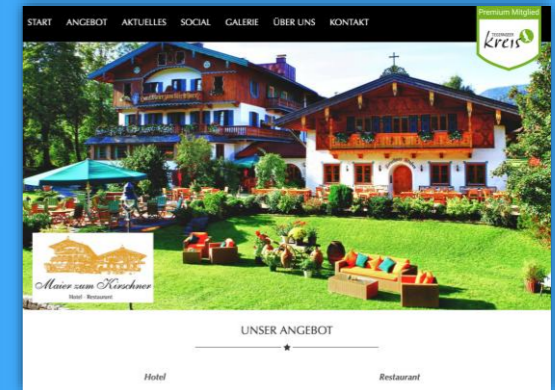 START ANGEBOT AKTUELLES SOCIAL GALERIE ÜBER UNS KONTAKT
Premium Mitglied
kreis
Maier zum Kirschner
Hotel - Restaurant
UNSER ANGEBOT
Hotel Restaurant